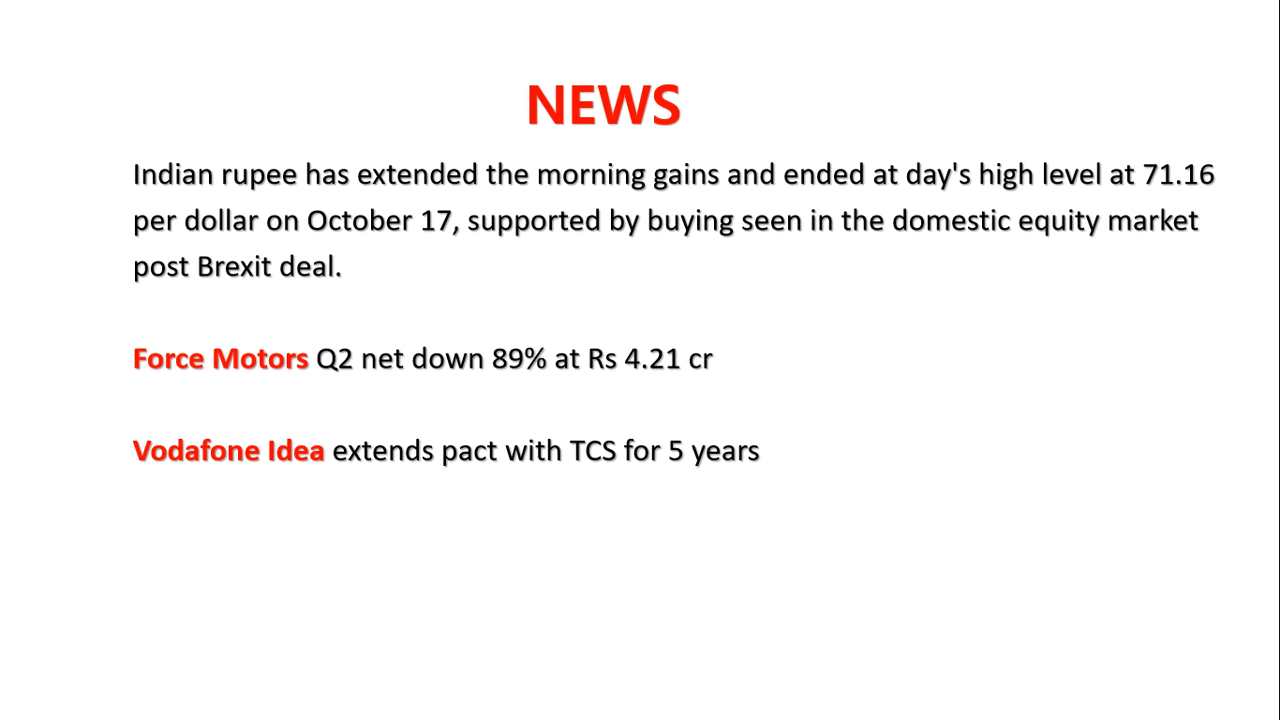 NEWS
Indian rupee has extended the morning gains and ended at day's high level at 71.16
per dollar on October 17, supported by buying seen in the domestic equity market
post Brexit deal.
Force Motors Q2 net down 89% at Rs 4.21 cr
Vodafone Idea extends pact with TCS for 5 years